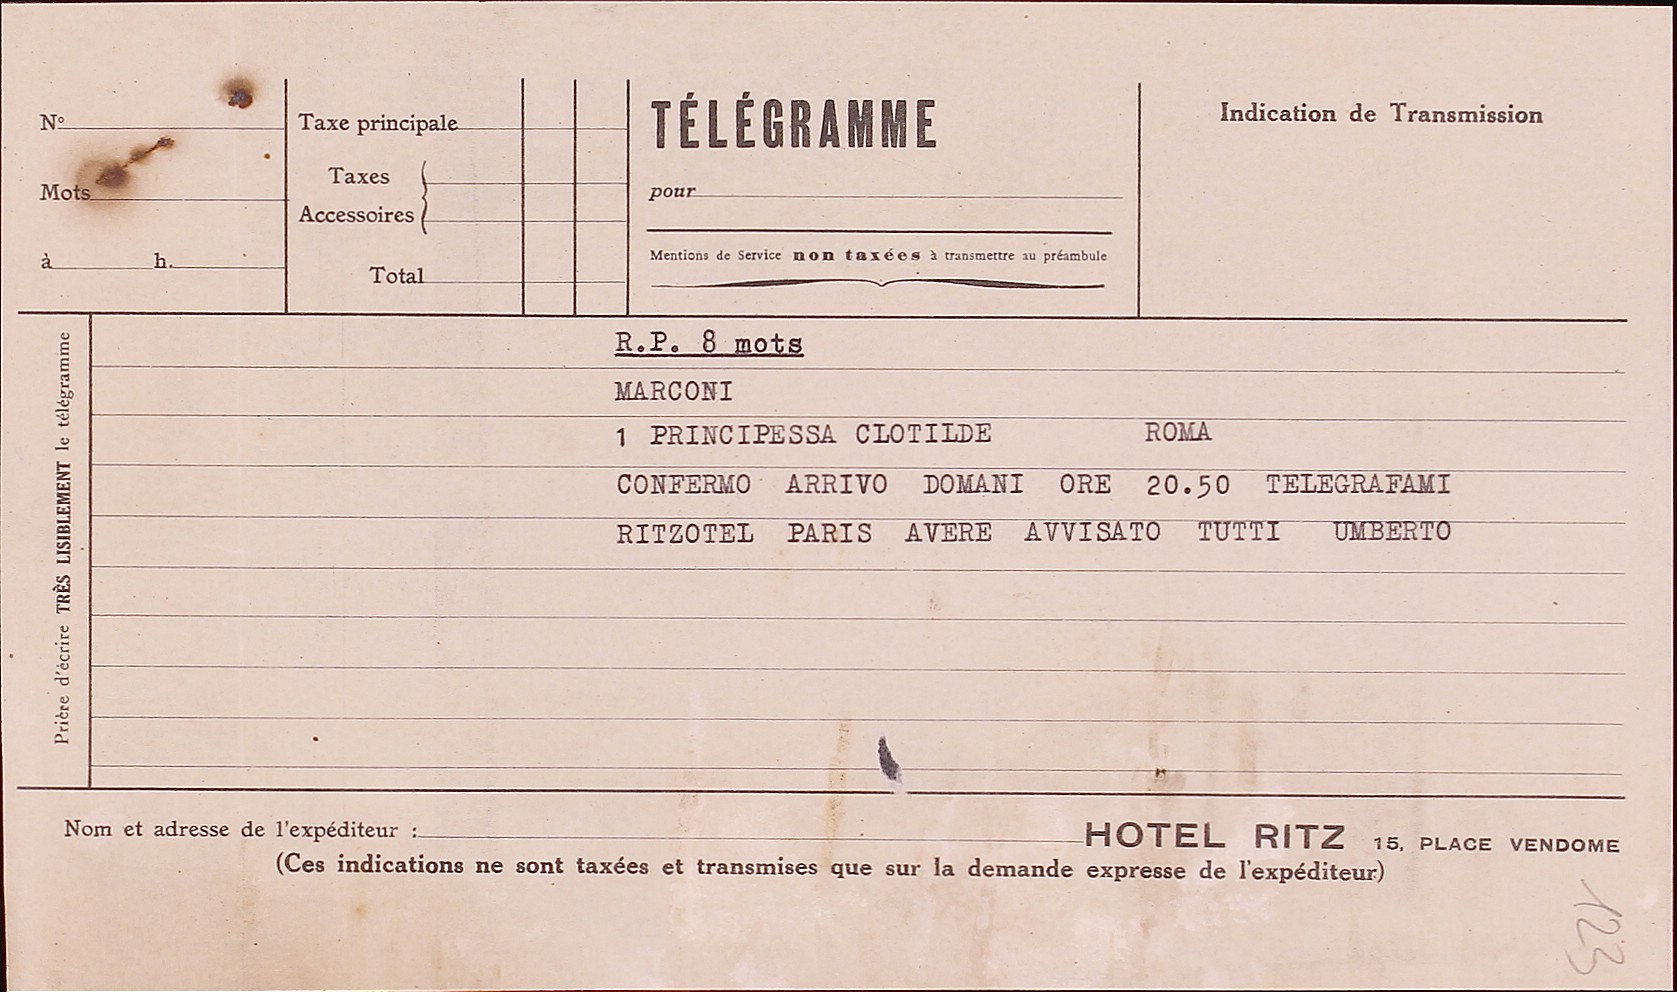 N°
Mots
à h.
Taxe principale
Taxes
Accessoires
Total
TÉLÉGRAMME
pour
Mentions de Service non taxées à transmettre au préambule
Indication de Transmission
Prière d'écrire TRÈS LISIBLEMENT le télégramme
R.P. 8 mots
MARCONI
1 PRINCIPESSA CLOTILDE ROMA
CONFERMO ARRIVO DOMANI ORE 20.50 TELEGRAFAMI
RITZOTEL PARIS AVERE AVVISATO TUTTI UMBERTO
Nom et adresse de l'expéditeur : HOTEL RITZ 15, PLACE VENDOME
(Ces indications ne sont taxées et transmises que sur la demande expresse de l'expéditeur)
123